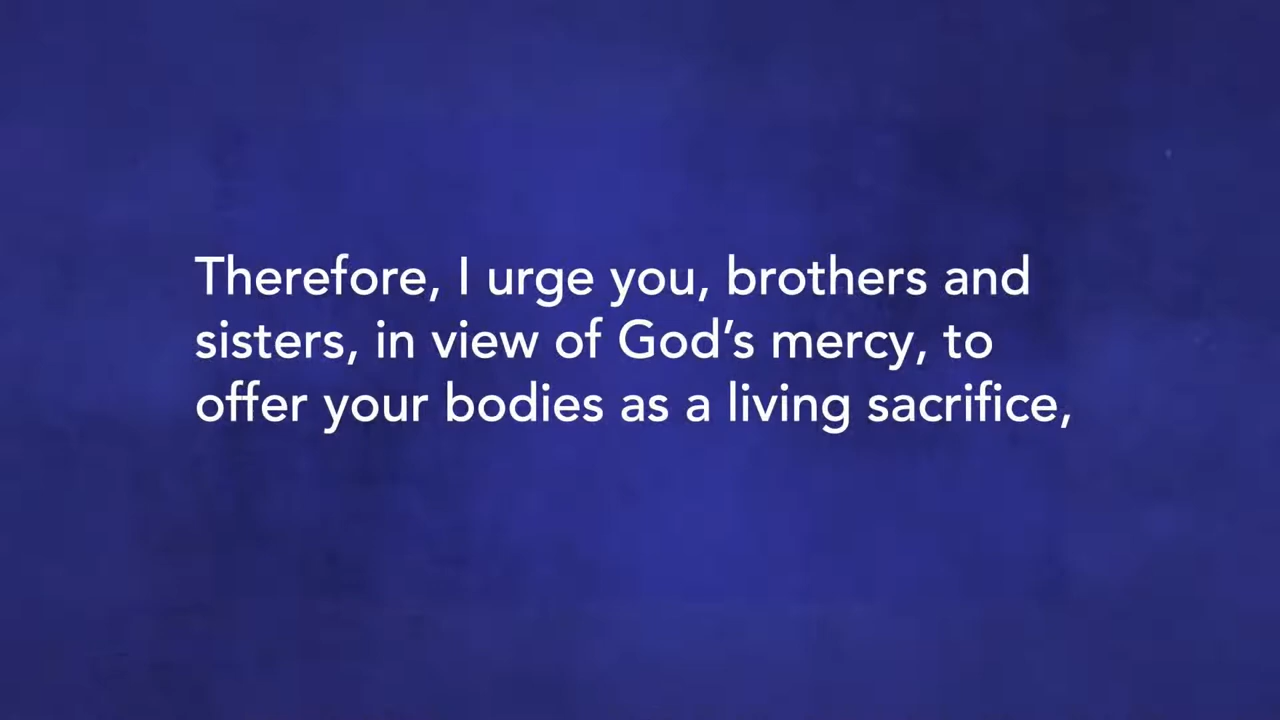 Therefore, I urge you, brothers and
sisters, in view of God’s mercy, to
offer your bodies as a living sacrifice,